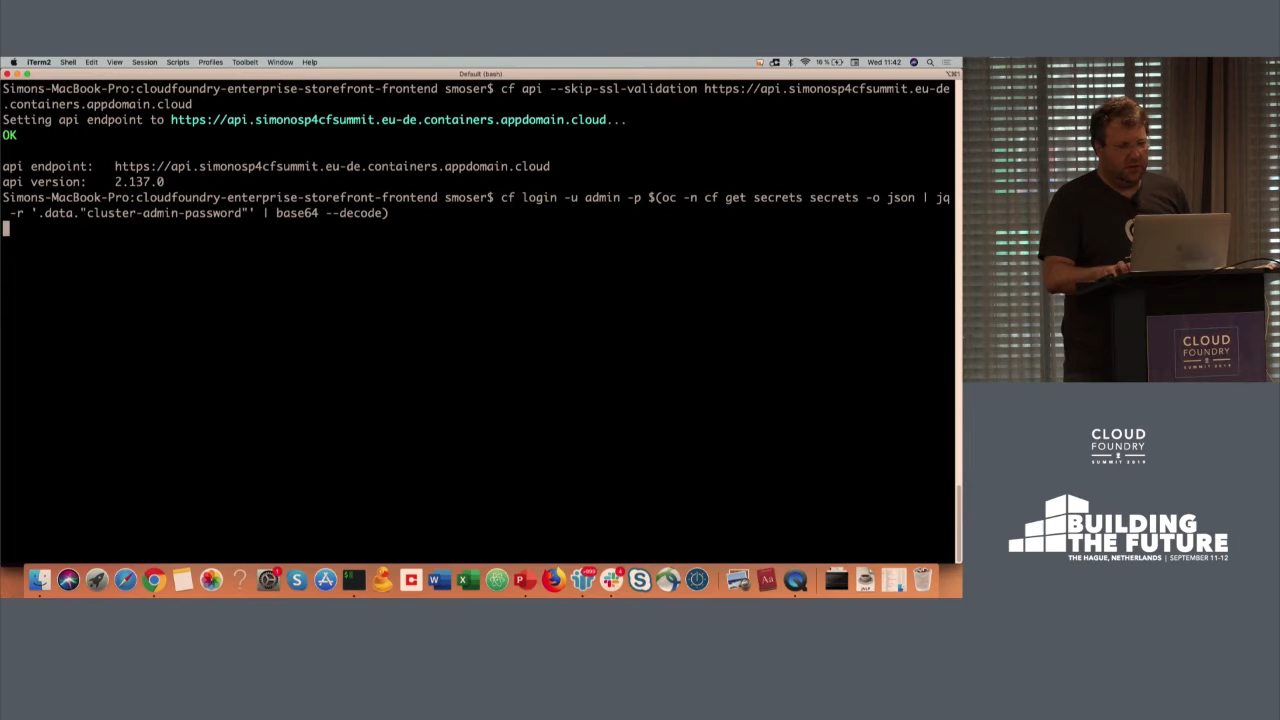 iTerm2 Shell Edit View Session Scripts Profiles Toolbelt Window Help 18% Wed 11:42
Default (bash)
Simons-MacBook-Pro:cloudfoundry-enterprise-storefront-frontend smoser$ cf api --skip-ssl-validation https://api.simonosp4cfsummit.eu-de
.containers.appdomain.cloud
Setting api endpoint to https://api.simonosp4cfsummit.eu-de.containers.appdomain.cloud...
OK
api endpoint: https://api.simonosp4cfsummit.eu-de.containers.appdomain.cloud
api version: 2.137.0
Simons-MacBook-Pro:cloudfoundry-enterprise-storefront-frontend smoser$ cf login -u admin -p $(oc -n cf get secrets secrets -o json | jq
-r '.data."cluster-admin-password"' | base64 --decode)
CLOUD
FOUNDRY
SUMMIT 2019
CLOUD
FOUNDRY
SUMMIT 2019
BUILDING
THE FUTURE
THE HAGUE, NETHERLANDS | SEPTEMBER 11-12